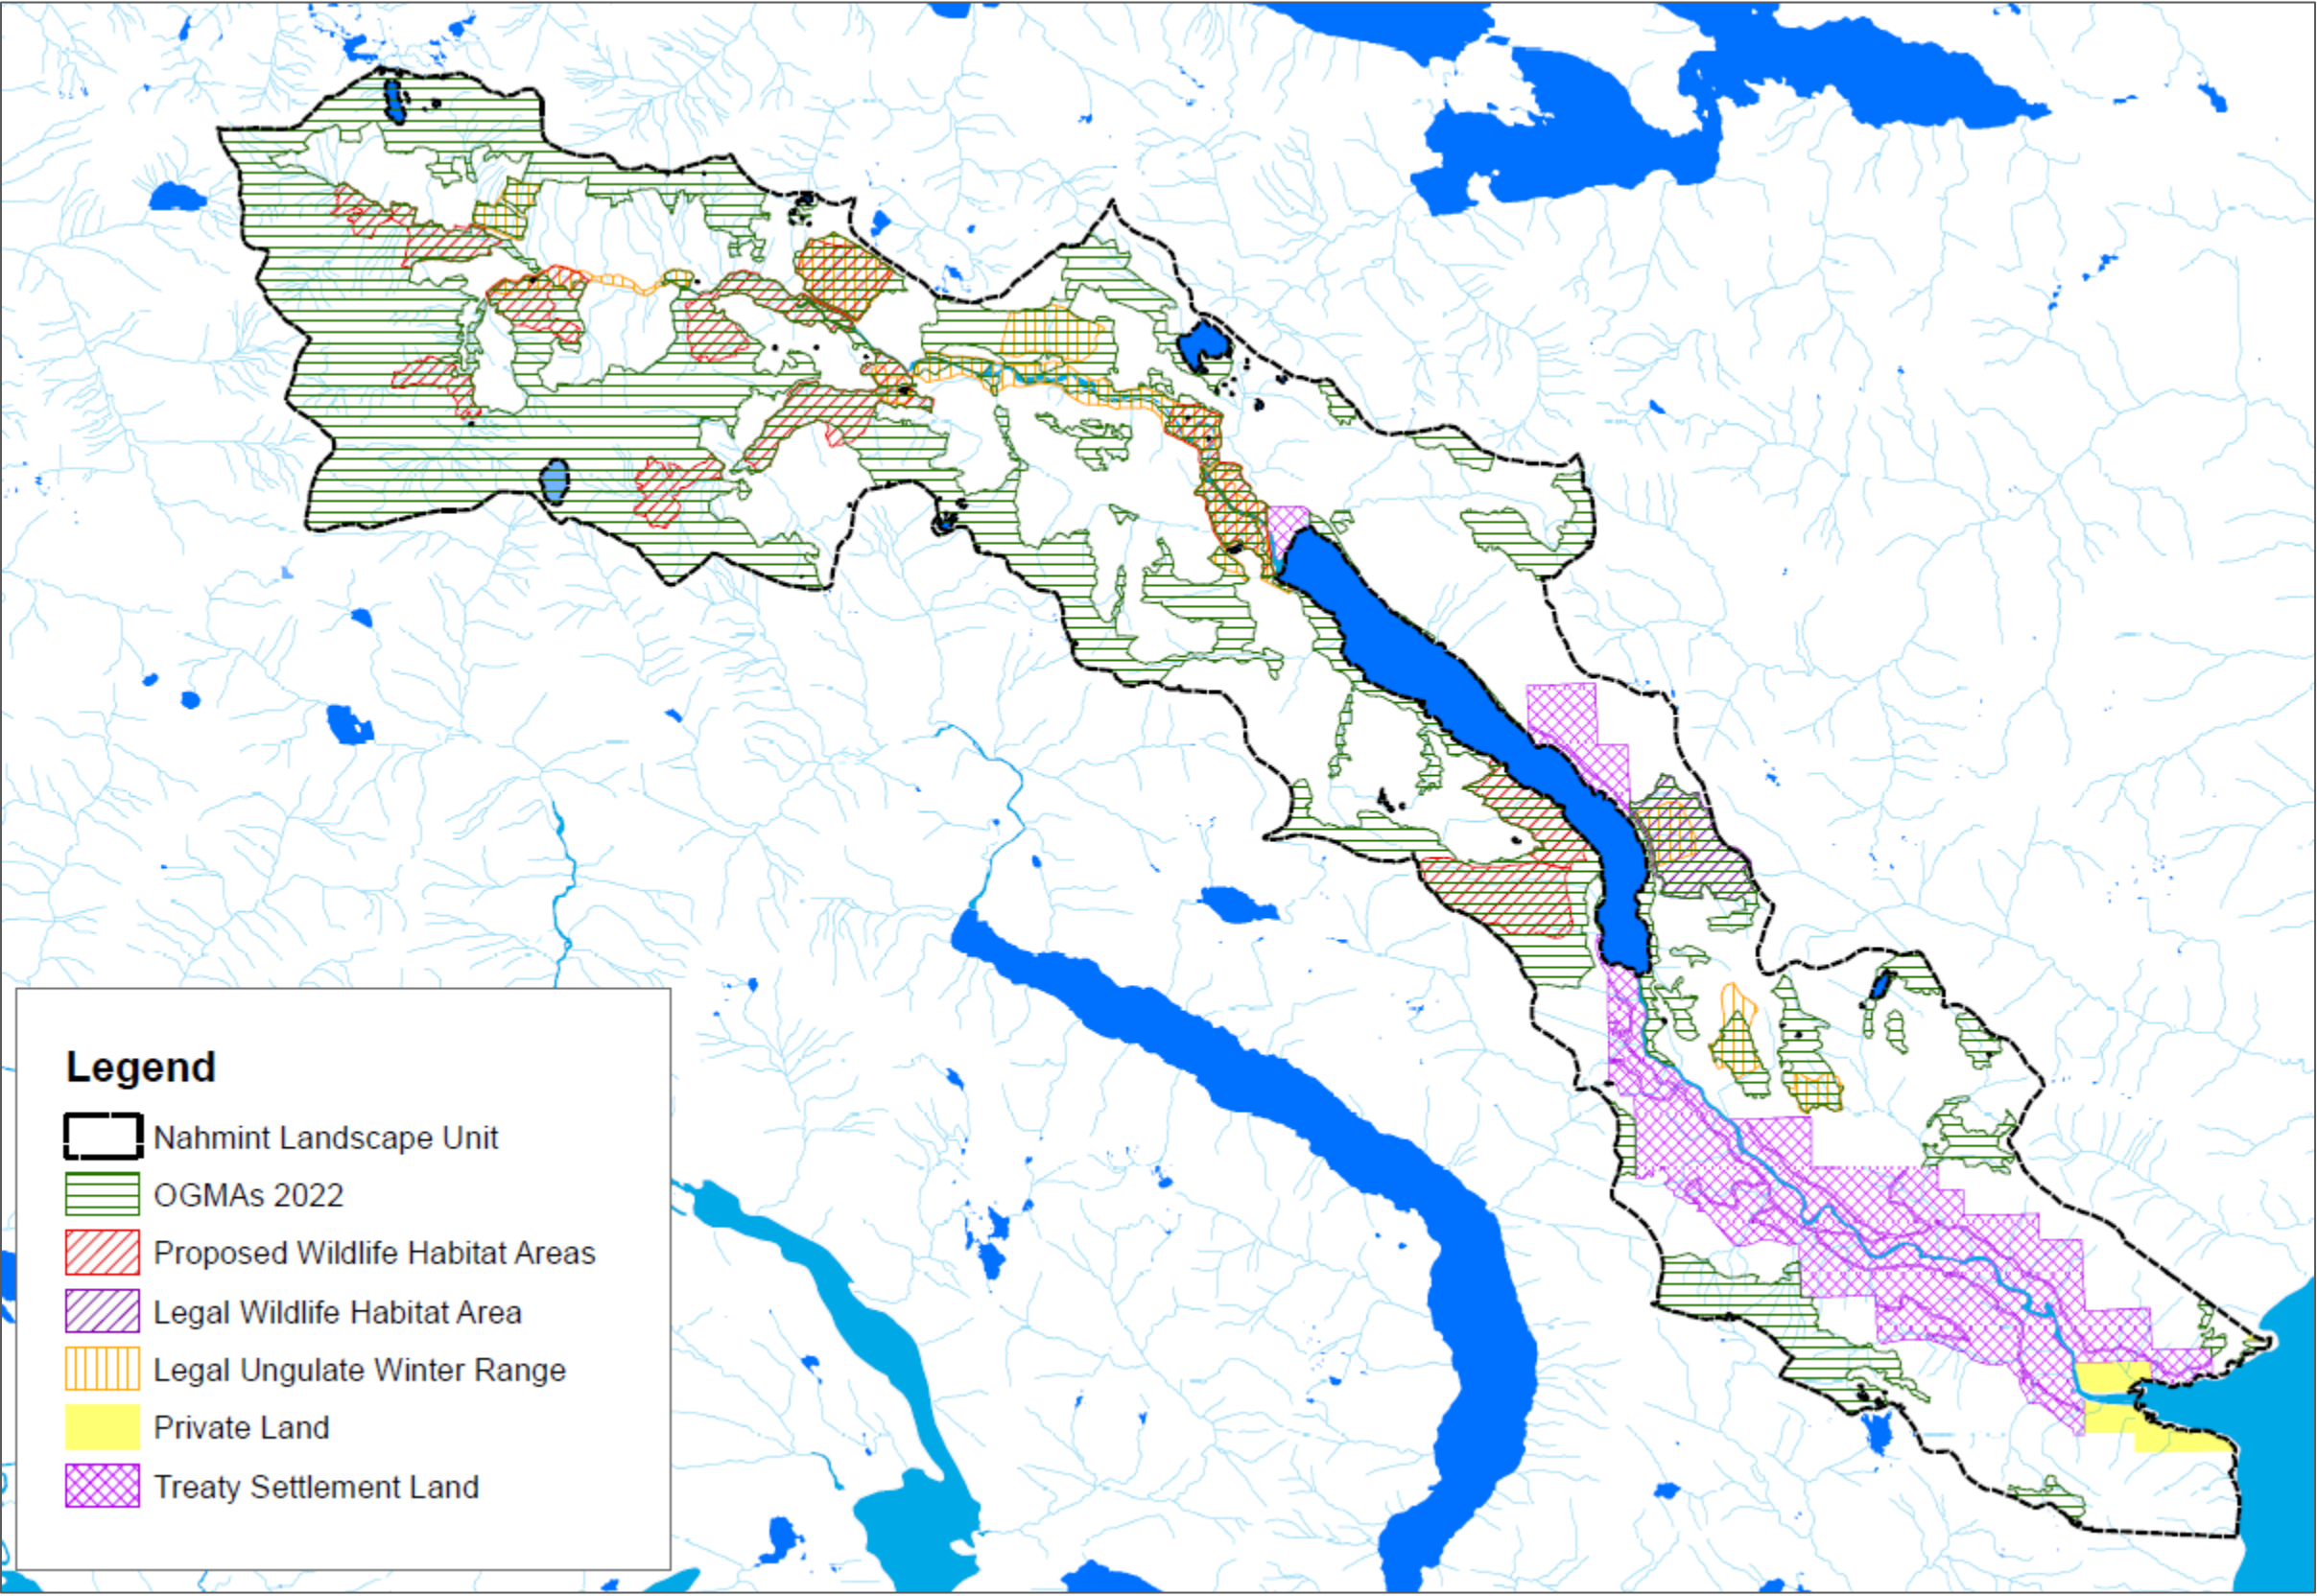 Legend
Nahmint Landscape Unit
OGMAs 2022
Proposed Wildlife Habitat Areas
Legal Wildlife Habitat Area
Legal Ungulate Winter Range
Private Land
Treaty Settlement Land